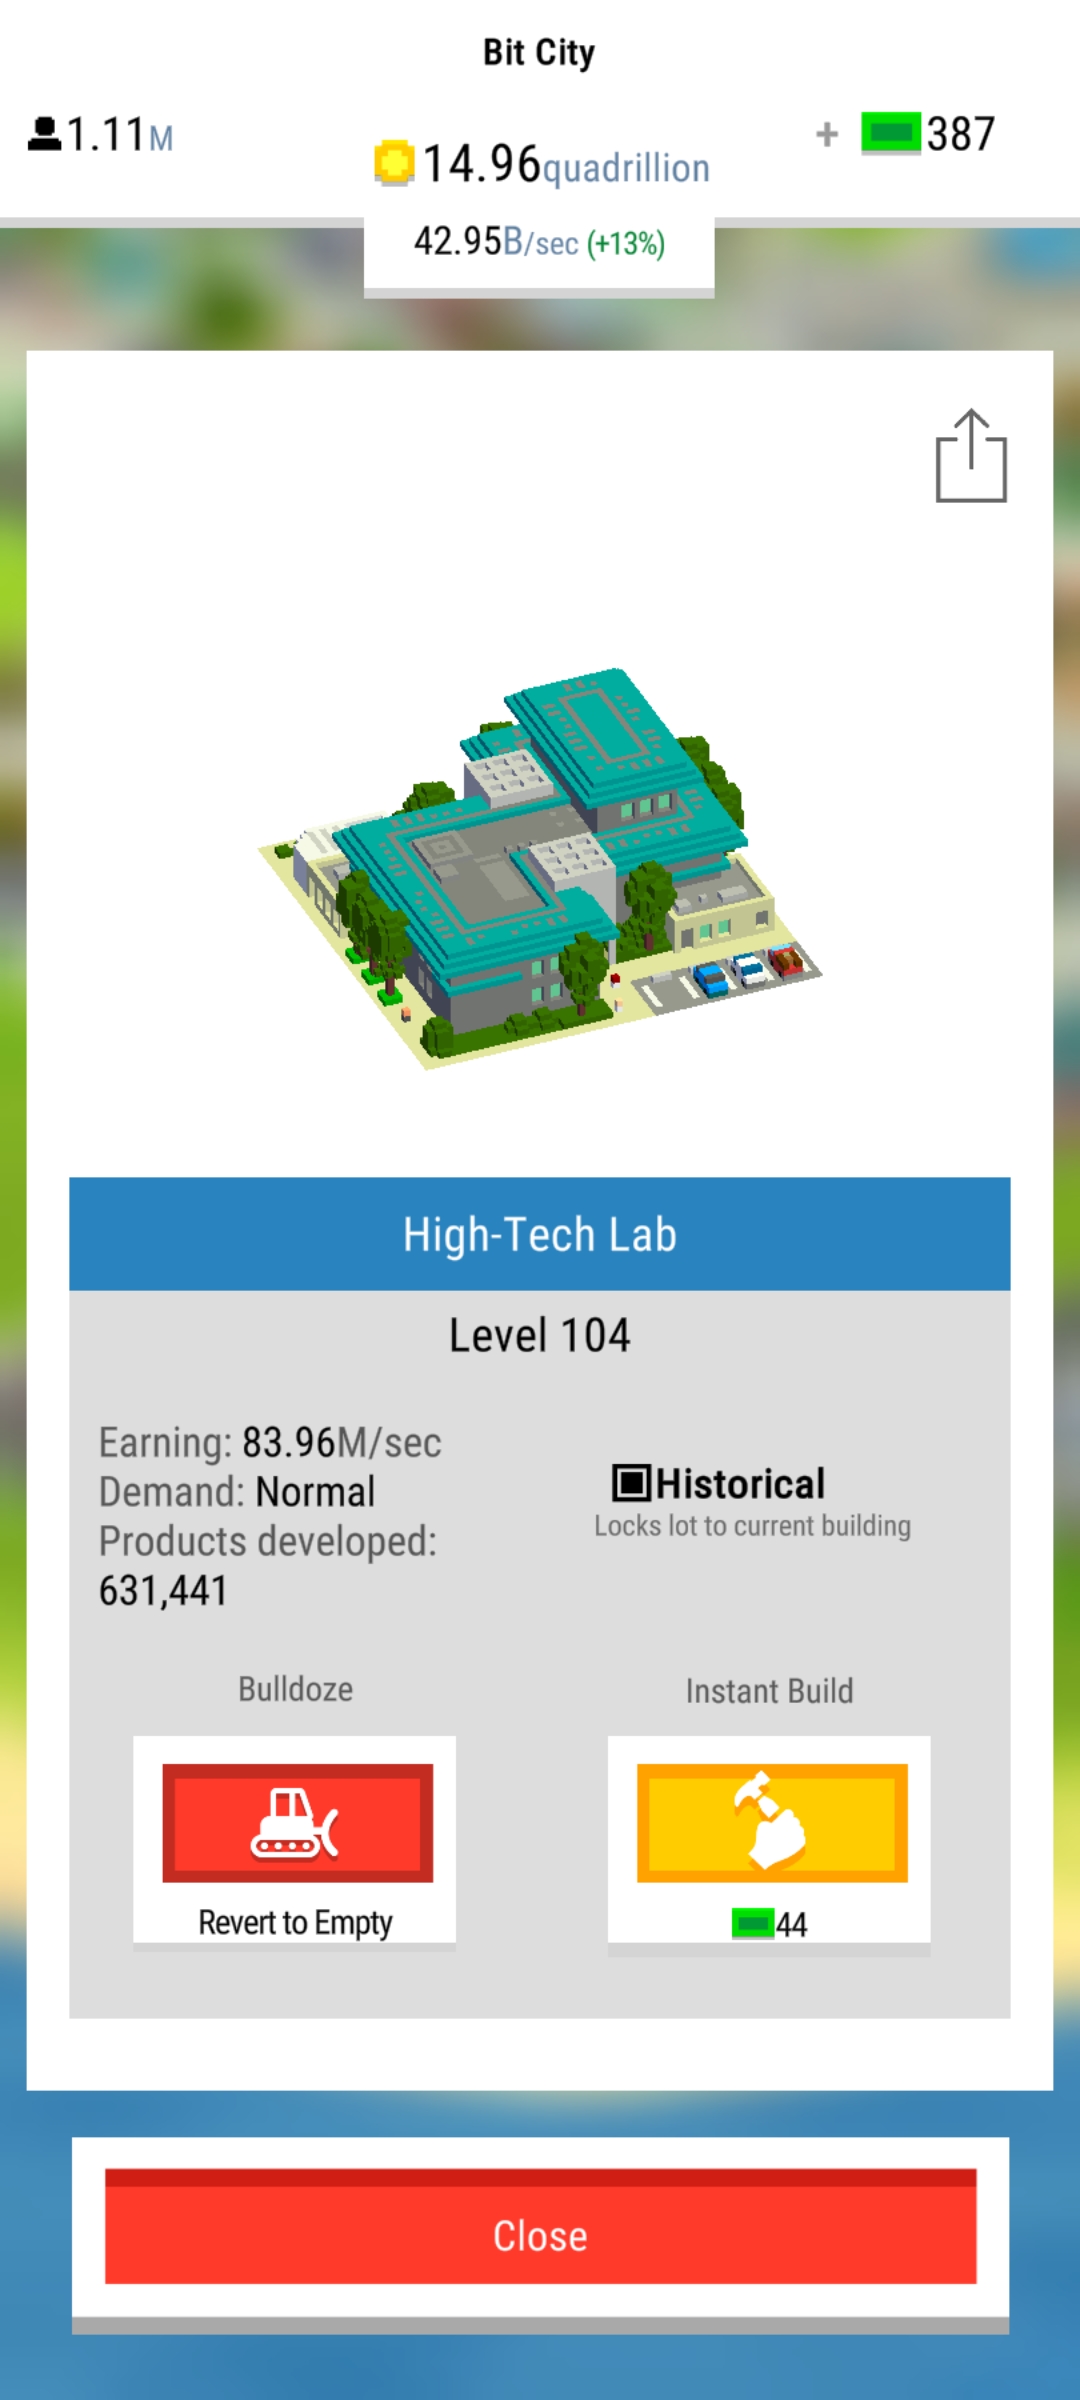 Bit City
1.11M
14.96quadrillion
+ 387
42.95B/sec (+13%)
High-Tech Lab
Level 104
Earning: 83.96M/sec
Demand: Normal
Products developed:
631,441
Historical
Locks lot to current building
Bulldoze
Instant Build
Revert to Empty
44
Close